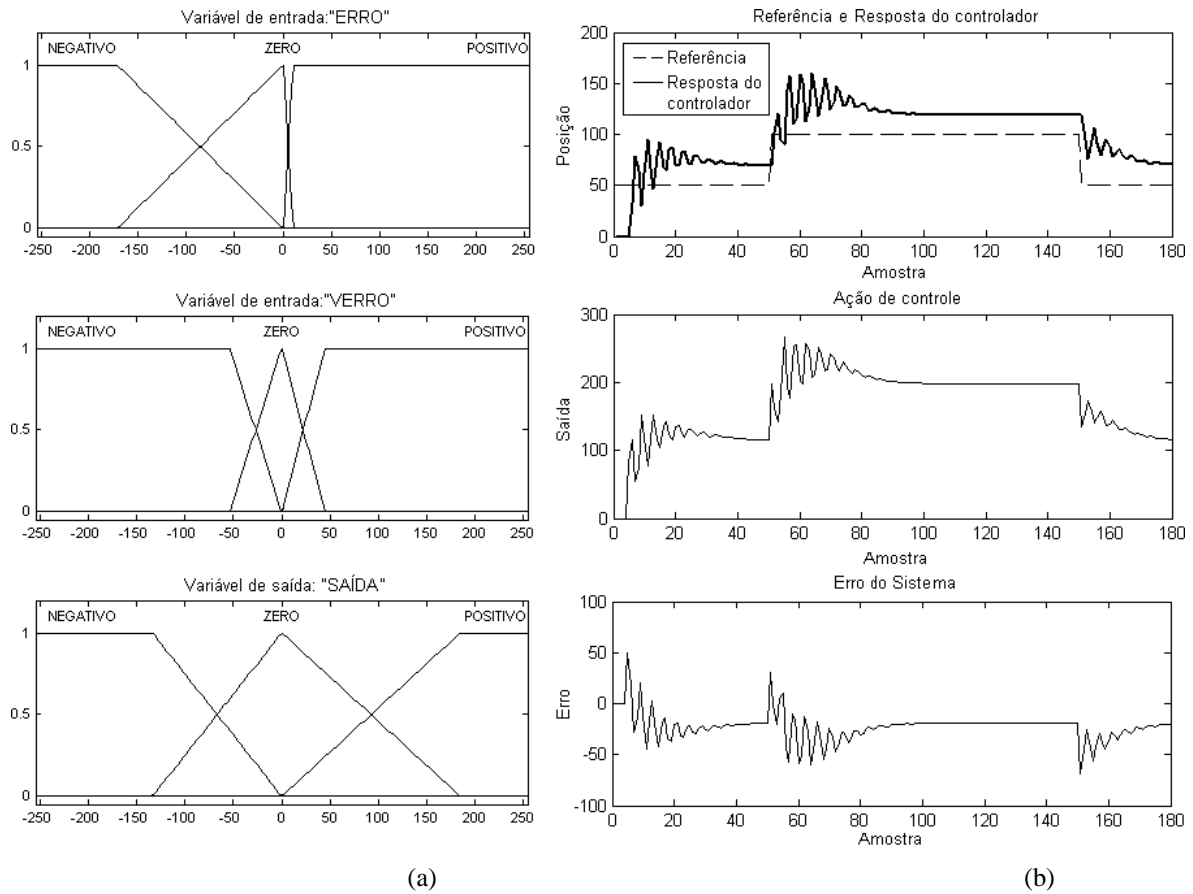 Variável de entrada:"ERRO"
NEGATIVO ZERO POSITIVO
1
0.5
0
-250 -200 -150 -100 -50 0 50 100 150 200 250
Variável de entrada:"VERRO"
NEGATIVO ZERO POSITIVO
1
0.5
0
-250 -200 -150 -100 -50 0 50 100 150 200 250
Variável de saída: "SAÍDA"
NEGATIVO ZERO POSITIVO
1
0.5
0
-250 -200 -150 -100 -50 0 50 100 150 200 250
(a)
Referência e Resposta do controlador
200
150
100
50
0
Posição
Referência
Resposta do
controlador
0 20 40 60 80 100 120 140 160 180
Amostra
Ação de controle
300
200
100
0
Saída
0 20 40 60 80 100 120 140 160 180
Amostra
Erro do Sistema
100
50
0
-50
-100
Erro
0 20 40 60 80 100 120 140 160 180
Amostra
(b)